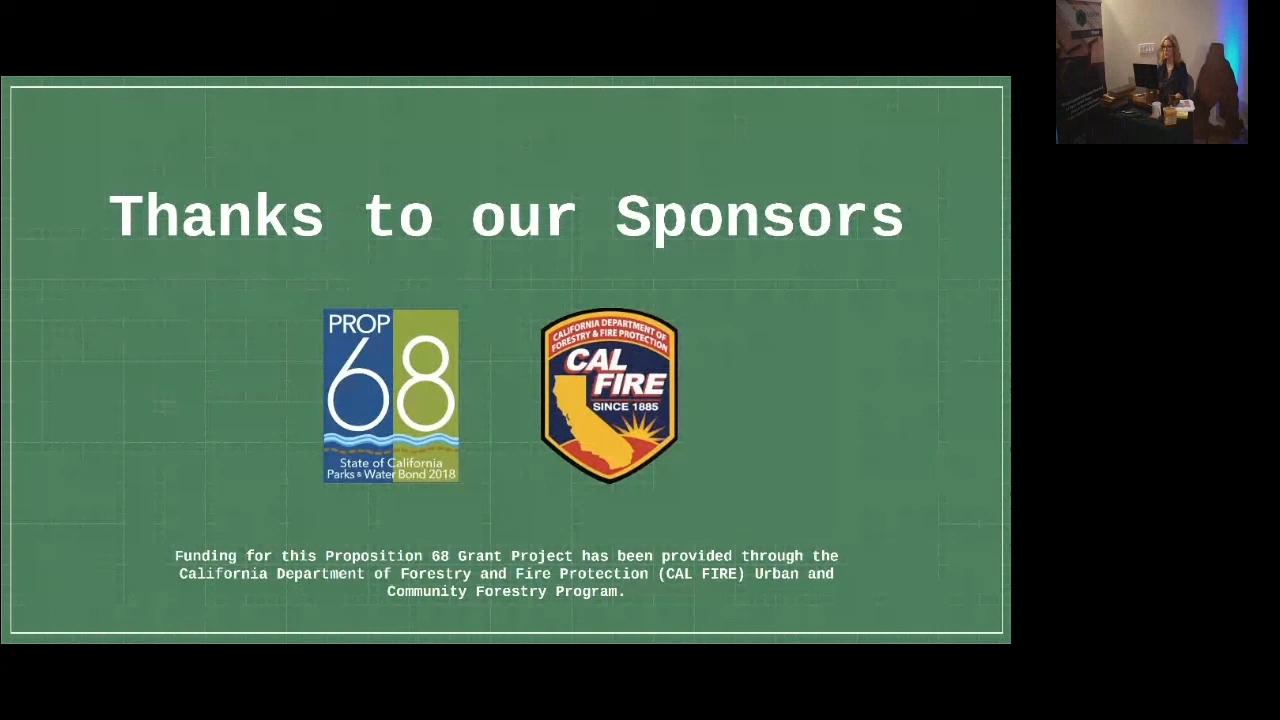 Thanks to our Sponsors
PROP
68
State of California
Parks & Water Bond 2018
CALIFORNIA DEPARTMENT OF
FORESTRY & FIRE PROTECTION
CAL
FIRE
SINCE 1885
Funding for this Proposition 68 Grant Project has been provided through the
California Department of Forestry and Fire Protection (CAL FIRE) Urban and
Community Forestry Program.